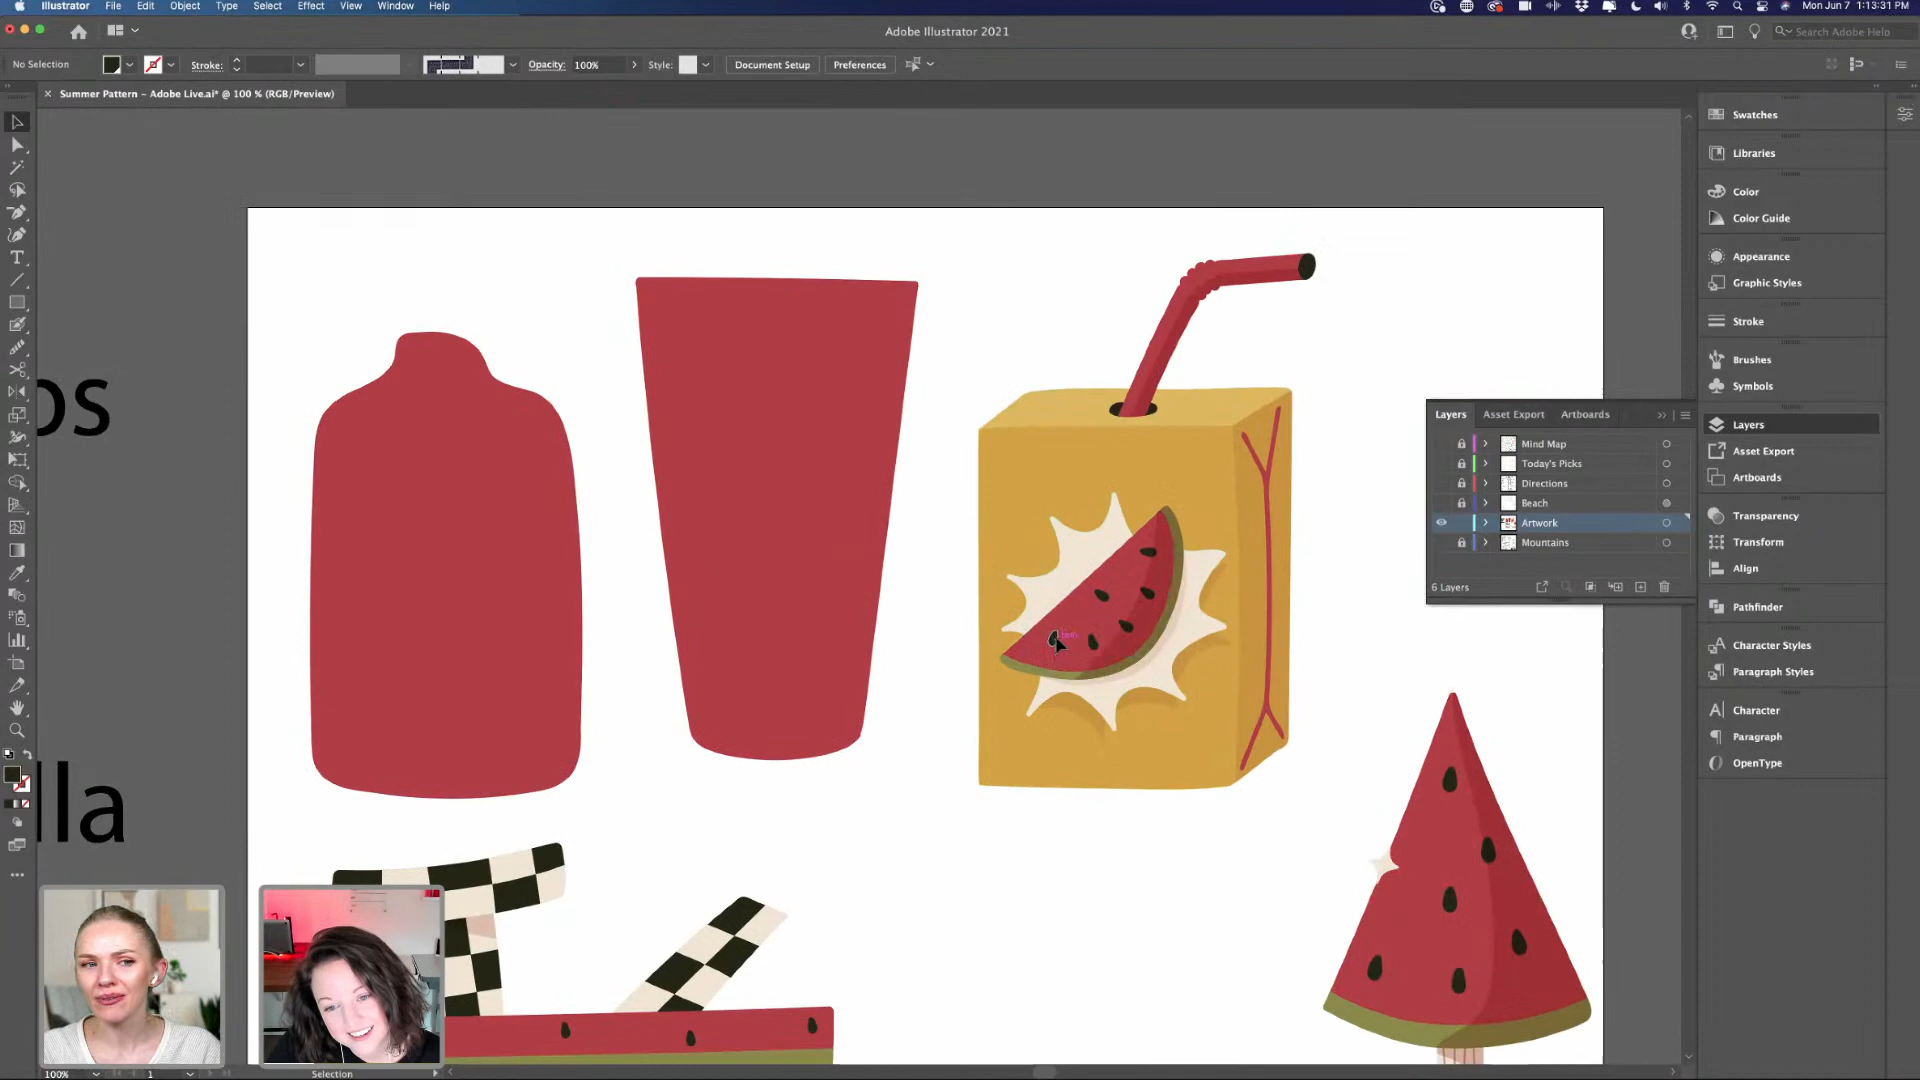 Illustrator File Edit Object Type Select Effect View Window Help
Mon Jun 7 1:13:31 PM
Adobe Illustrator 2021
Search Adobe Help
No Selection
Stroke:
Opacity: 100%
Style:
Document Setup
Preferences
Summer Pattern – Adobe Live.ai* @ 100 % (RGB/Preview)
Swatches
Libraries
Color
Color Guide
Appearance
Graphic Styles
Stroke
Brushes
Symbols
Layers
Asset Export
Artboards
Transparency
Transform
Align
Pathfinder
Character Styles
Paragraph Styles
Character
Paragraph
OpenType
Layers Asset Export Artboards
Mind Map
Today's Picks
Directions
Beach
Artwork
Mountains
6 Layers
os
lla
100%
1
Selection